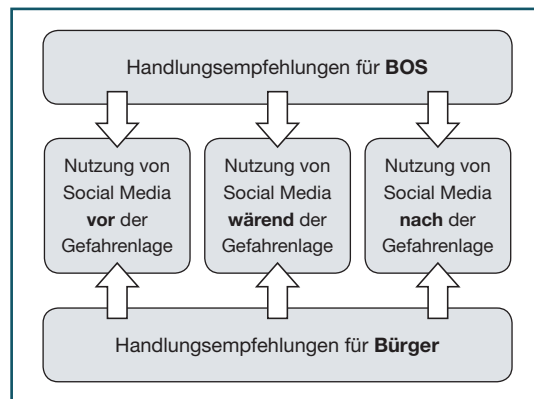 Handlungsempfehlungen für BOS
Nutzung von
Social Media
vor der
Gefahrenlage
Nutzung von
Social Media
wärend der
Gefahrenlage
Nutzung von
Social Media
nach der
Gefahrenlage
Handlungsempfehlungen für Bürger